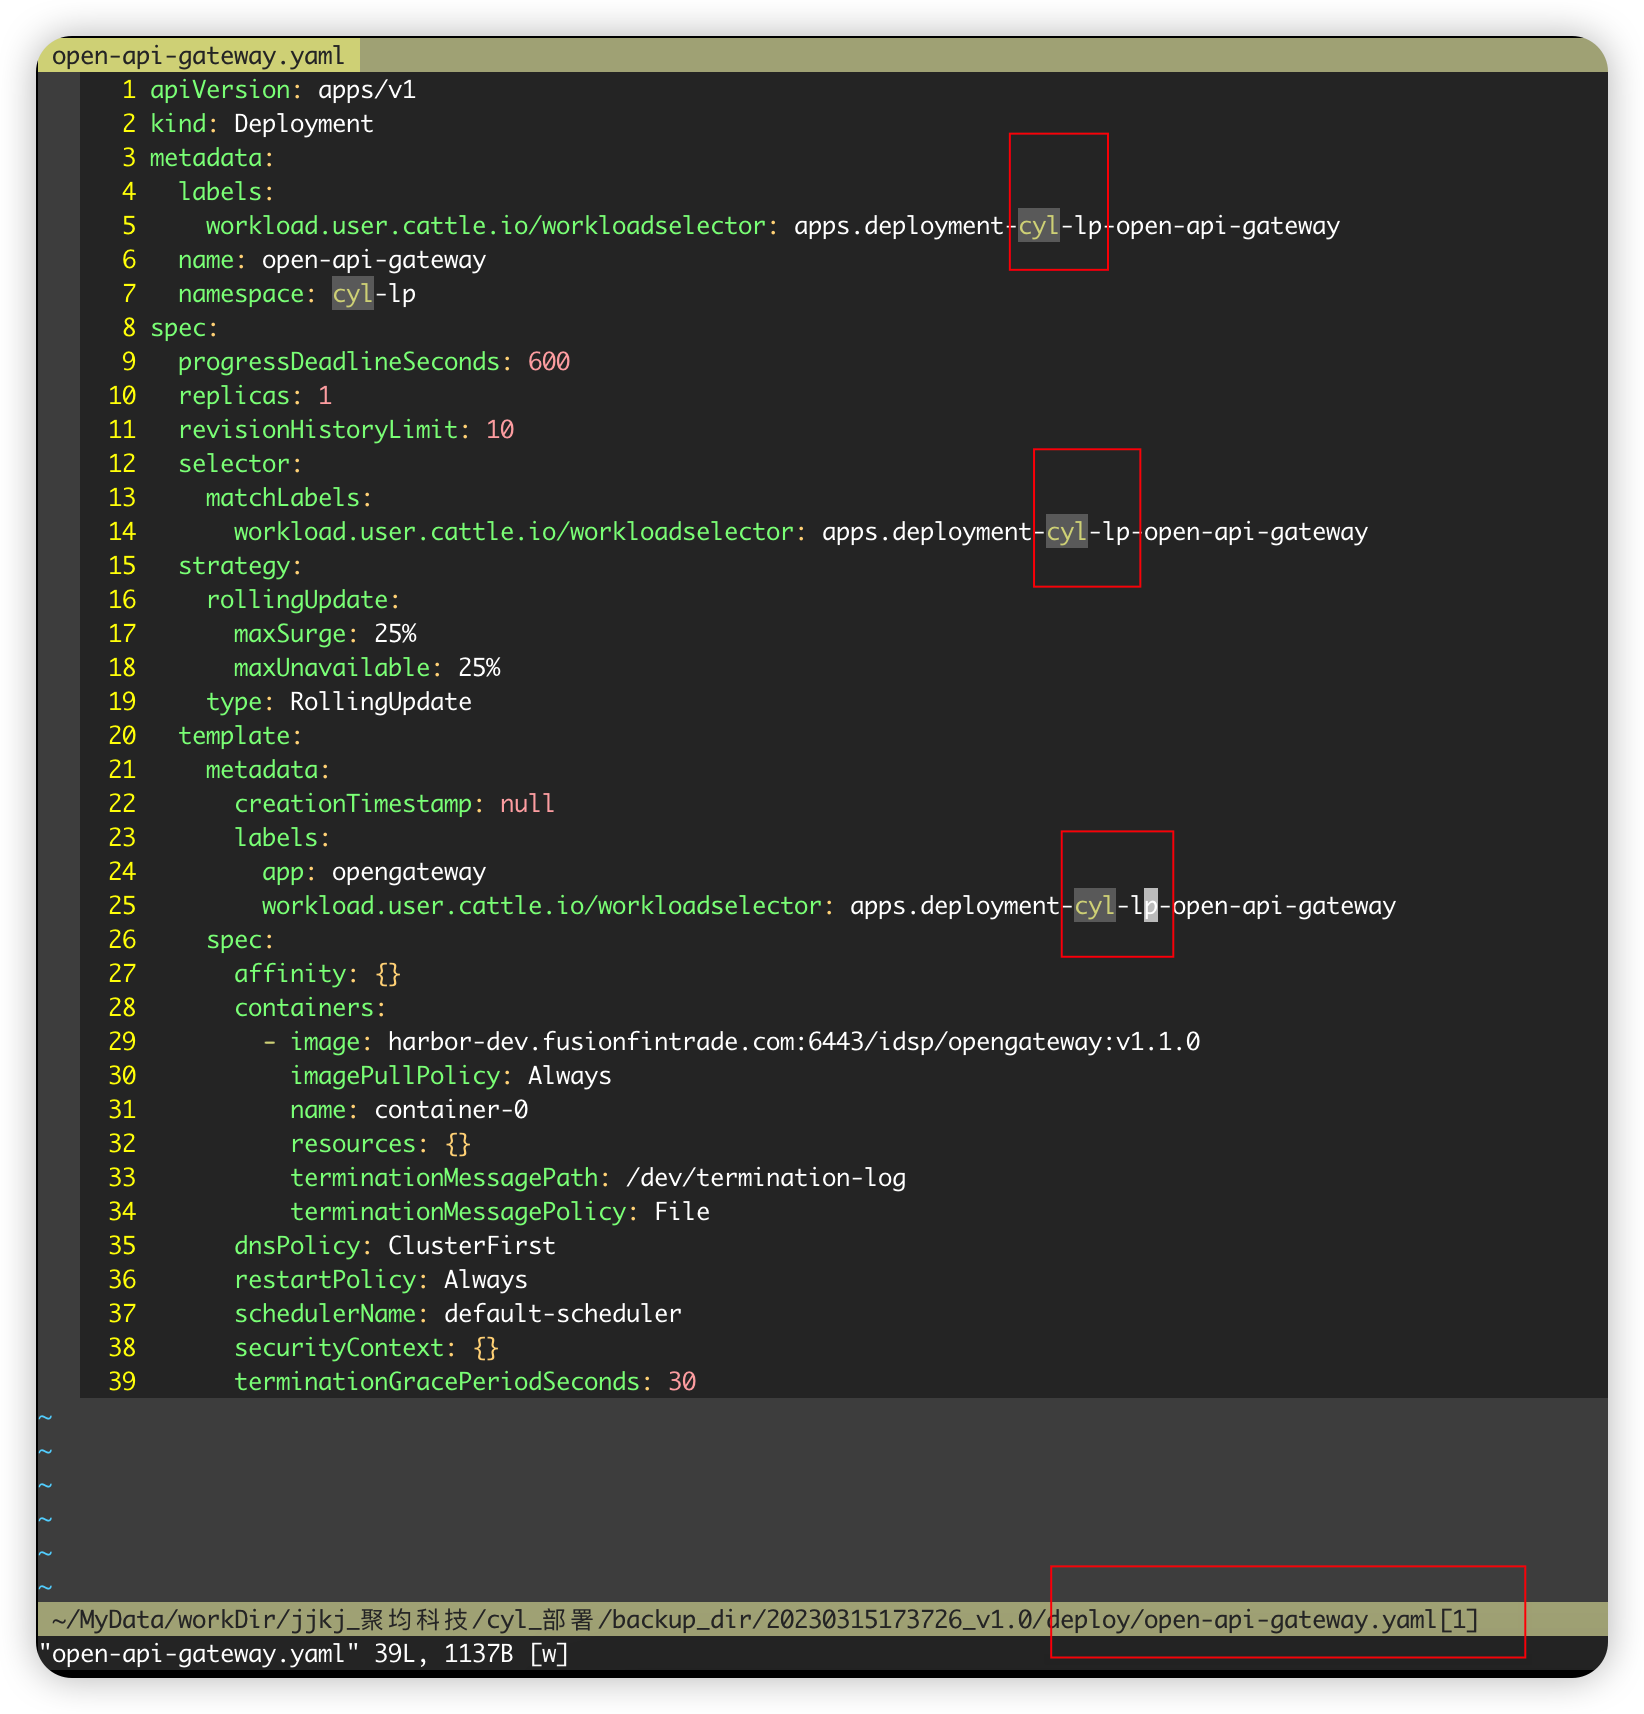 open-api-gateway.yaml
1 apiVersion: apps/v1
2 kind: Deployment
3 metadata:
4   labels:
5     workload.user.cattle.io/workloadselector: apps.deployment-cyl-lp-open-api-gateway
6   name: open-api-gateway
7   namespace: cyl-lp
8 spec:
9   progressDeadlineSeconds: 600
10   replicas: 1
11   revisionHistoryLimit: 10
12   selector:
13     matchLabels:
14       workload.user.cattle.io/workloadselector: apps.deployment-cyl-lp-open-api-gateway
15   strategy:
16     rollingUpdate:
17       maxSurge: 25%
18       maxUnavailable: 25%
19     type: RollingUpdate
20   template:
21     metadata:
22       creationTimestamp: null
23       labels:
24         app: opengateway
25         workload.user.cattle.io/workloadselector: apps.deployment-cyl-lp-open-api-gateway
26     spec:
27       affinity: {}
28       containers:
29         - image: harbor-dev.fusionfintrade.com:6443/idsp/opengateway:v1.1.0
30           imagePullPolicy: Always
31           name: container-0
32           resources: {}
33           terminationMessagePath: /dev/termination-log
34           terminationMessagePolicy: File
35       dnsPolicy: ClusterFirst
36       restartPolicy: Always
37       schedulerName: default-scheduler
38       securityContext: {}
39       terminationGracePeriodSeconds: 30
~
~
~
~
~
~
~/MyData/workDir/jjkj_聚均科技/cyl_部署/backup_dir/20230315173726_v1.0/deploy/open-api-gateway.yaml[1]
"open-api-gateway.yaml" 39L, 1137B [w]